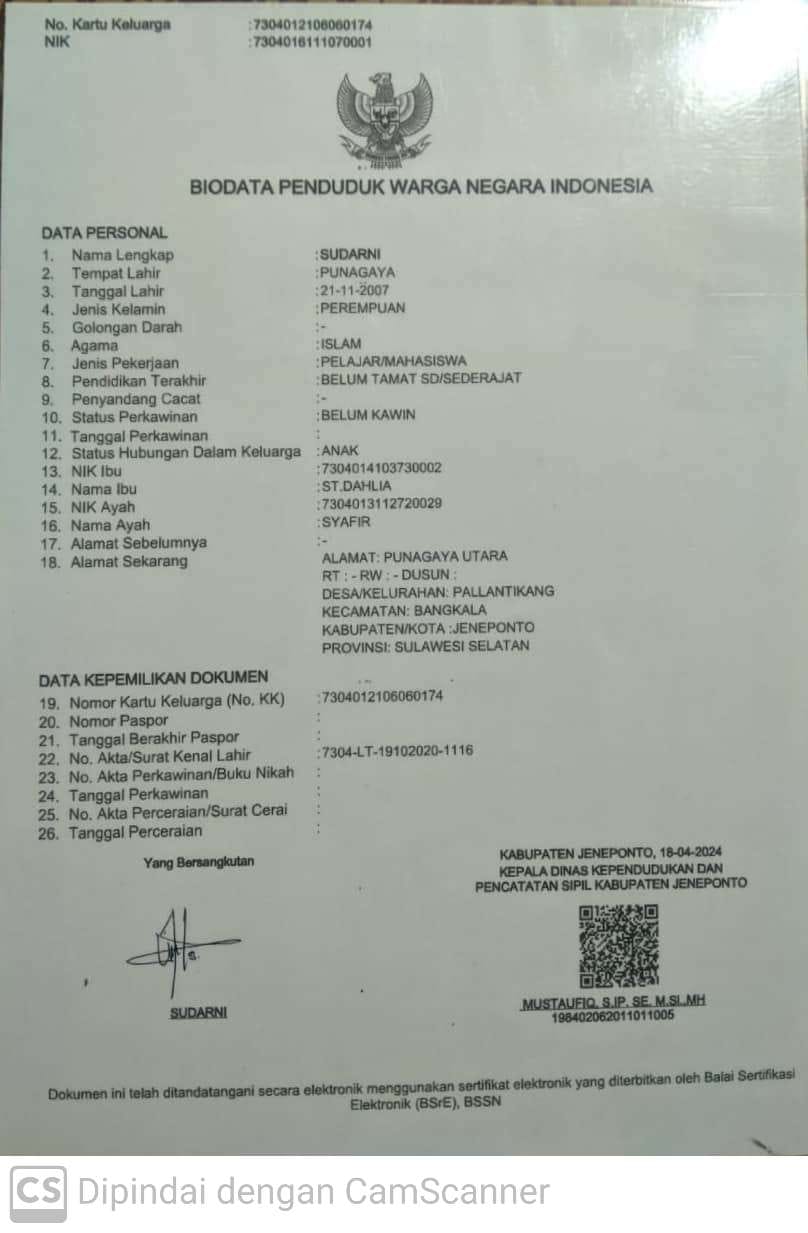 No. Kartu Keluarga :7304012106060174
NIK :7304016111070001
BIODATA PENDUDUK WARGA NEGARA INDONESIA
DATA PERSONAL
1. Nama Lengkap :SUDARNI
2. Tempat Lahir :PUNAGAYA
3. Tanggal Lahir :21-11-2007
4. Jenis Kelamin :PEREMPUAN
5. Golongan Darah :-
6. Agama :ISLAM
7. Jenis Pekerjaan :PELAJAR/MAHASISWA
8. Pendidikan Terakhir :BELUM TAMAT SD/SEDERAJAT
9. Penyandang Cacat :-
10. Status Perkawinan :BELUM KAWIN
11. Tanggal Perkawinan :
12. Status Hubungan Dalam Keluarga :ANAK
13. NIK Ibu :7304014103730002
14. Nama Ibu :ST.DAHLIA
15. NIK Ayah :7304013112720029
16. Nama Ayah :SYAFIR
17. Alamat Sebelumnya :-
18. Alamat Sekarang ALAMAT: PUNAGAYA UTARA
RT : - RW : - DUSUN :
DESA/KELURAHAN: PALLANTIKANG
KECAMATAN: BANGKALA
KABUPATEN/KOTA :JENEPONTO
PROVINSI: SULAWESI SELATAN
DATA KEPEMILIKAN DOKUMEN
19. Nomor Kartu Keluarga (No. KK) :7304012106060174
20. Nomor Paspor :
21. Tanggal Berakhir Paspor :
22. No. Akta/Surat Kenal Lahir :7304-LT-19102020-1116
23. No. Akta Perkawinan/Buku Nikah :
24. Tanggal Perkawinan :
25. No. Akta Perceraian/Surat Cerai :
26. Tanggal Perceraian :
Yang Bersangkutan
SUDARNI
KABUPATEN JENEPONTO, 18-04-2024
KEPALA DINAS KEPENDUDUKAN DAN
PENCATATAN SIPIL KABUPATEN JENEPONTO
MUSTAUFIQ, S.IP. SE. M.SI.,MH
198402062011011005
Dokumen ini telah ditandatangani secara elektronik menggunakan sertifikat elektronik yang diterbitkan oleh Balai Sertifikasi
Elektronik (BSrE), BSSN
CS Dipindai dengan CamScanner